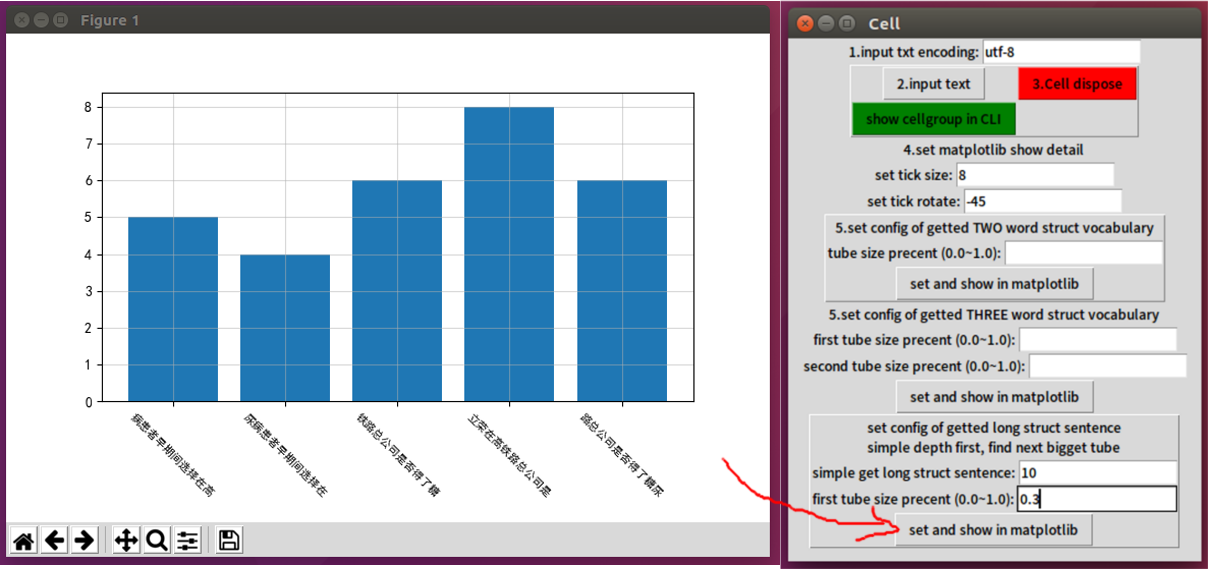 Figure 1
8
7
6
5
4
3
2
1
0
病患者早期间选择在高
尿病患者早期间选择在
铁路总公司是否得了糖
立荣在高铁路总公司是
路总公司是否得了糖尿
Cell
1.input txt encoding: utf-8
2.input text
3.Cell dispose
show cellgroup in CLI
4.set matplotlib show detail
set tick size: 8
set tick rotate: -45
5.set config of getted TWO word struct vocabulary
tube size precent (0.0~1.0):
set and show in matplotlib
5.set config of getted THREE word struct vocabulary
first tube size precent (0.0~1.0):
second tube size precent (0.0~1.0):
set and show in matplotlib
set config of getted long struct sentence
simple depth first, find next bigget tube
simple get long struct sentence: 10
first tube size precent (0.0~1.0): 0.3
set and show in matplotlib